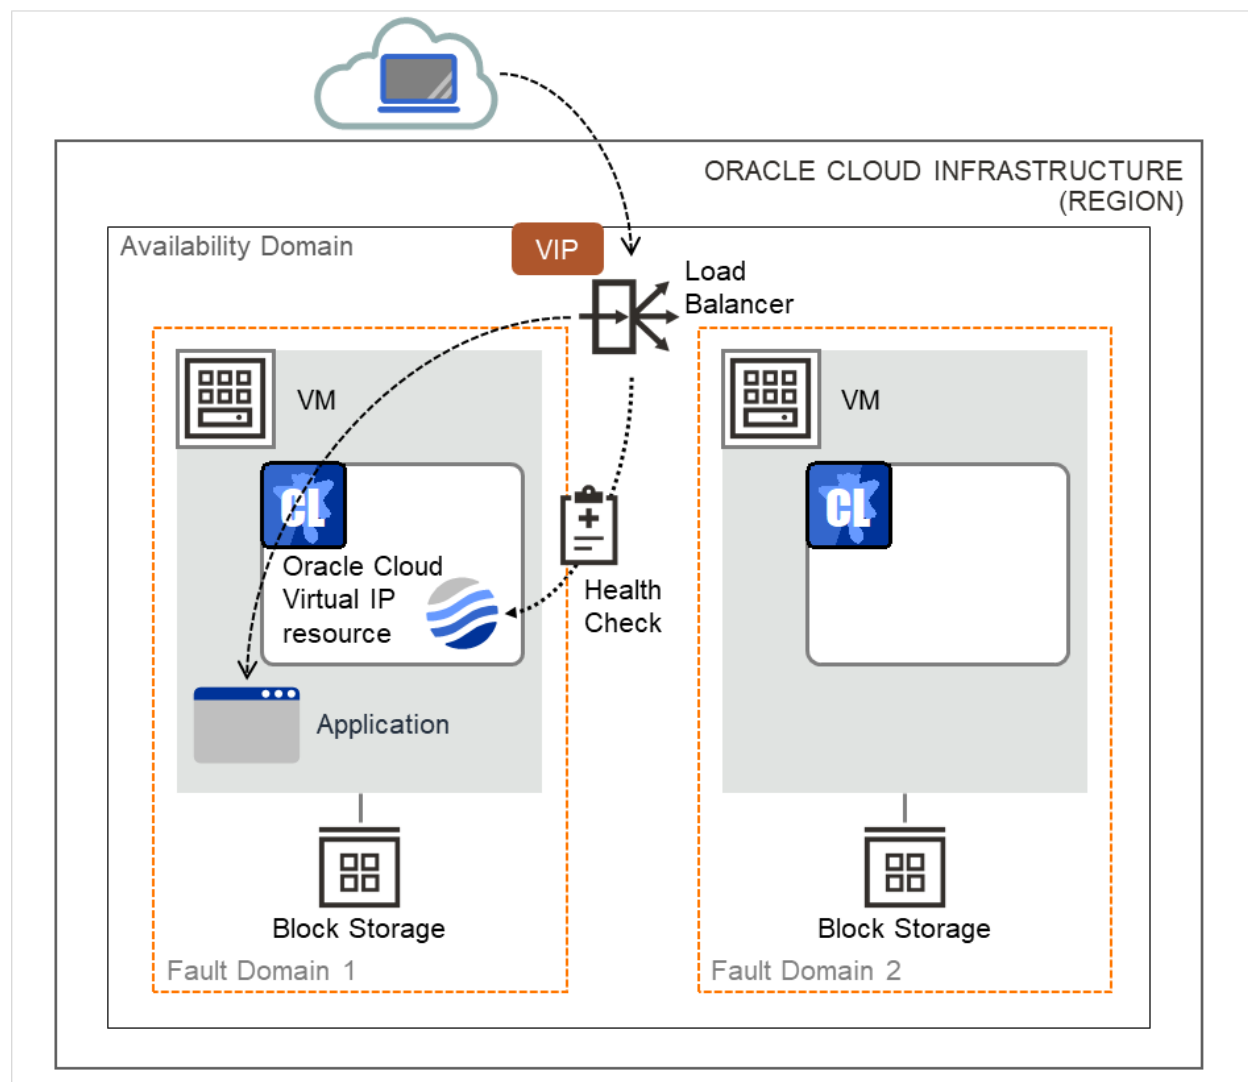 ORACLE CLOUD INFRASTRUCTURE
(REGION)
Availability Domain
VIP
Load
Balancer
VM
CL
Oracle Cloud
Virtual IP
resource
Health
Check
Application
Block Storage
Fault Domain 1
VM
CL
Block Storage
Fault Domain 2